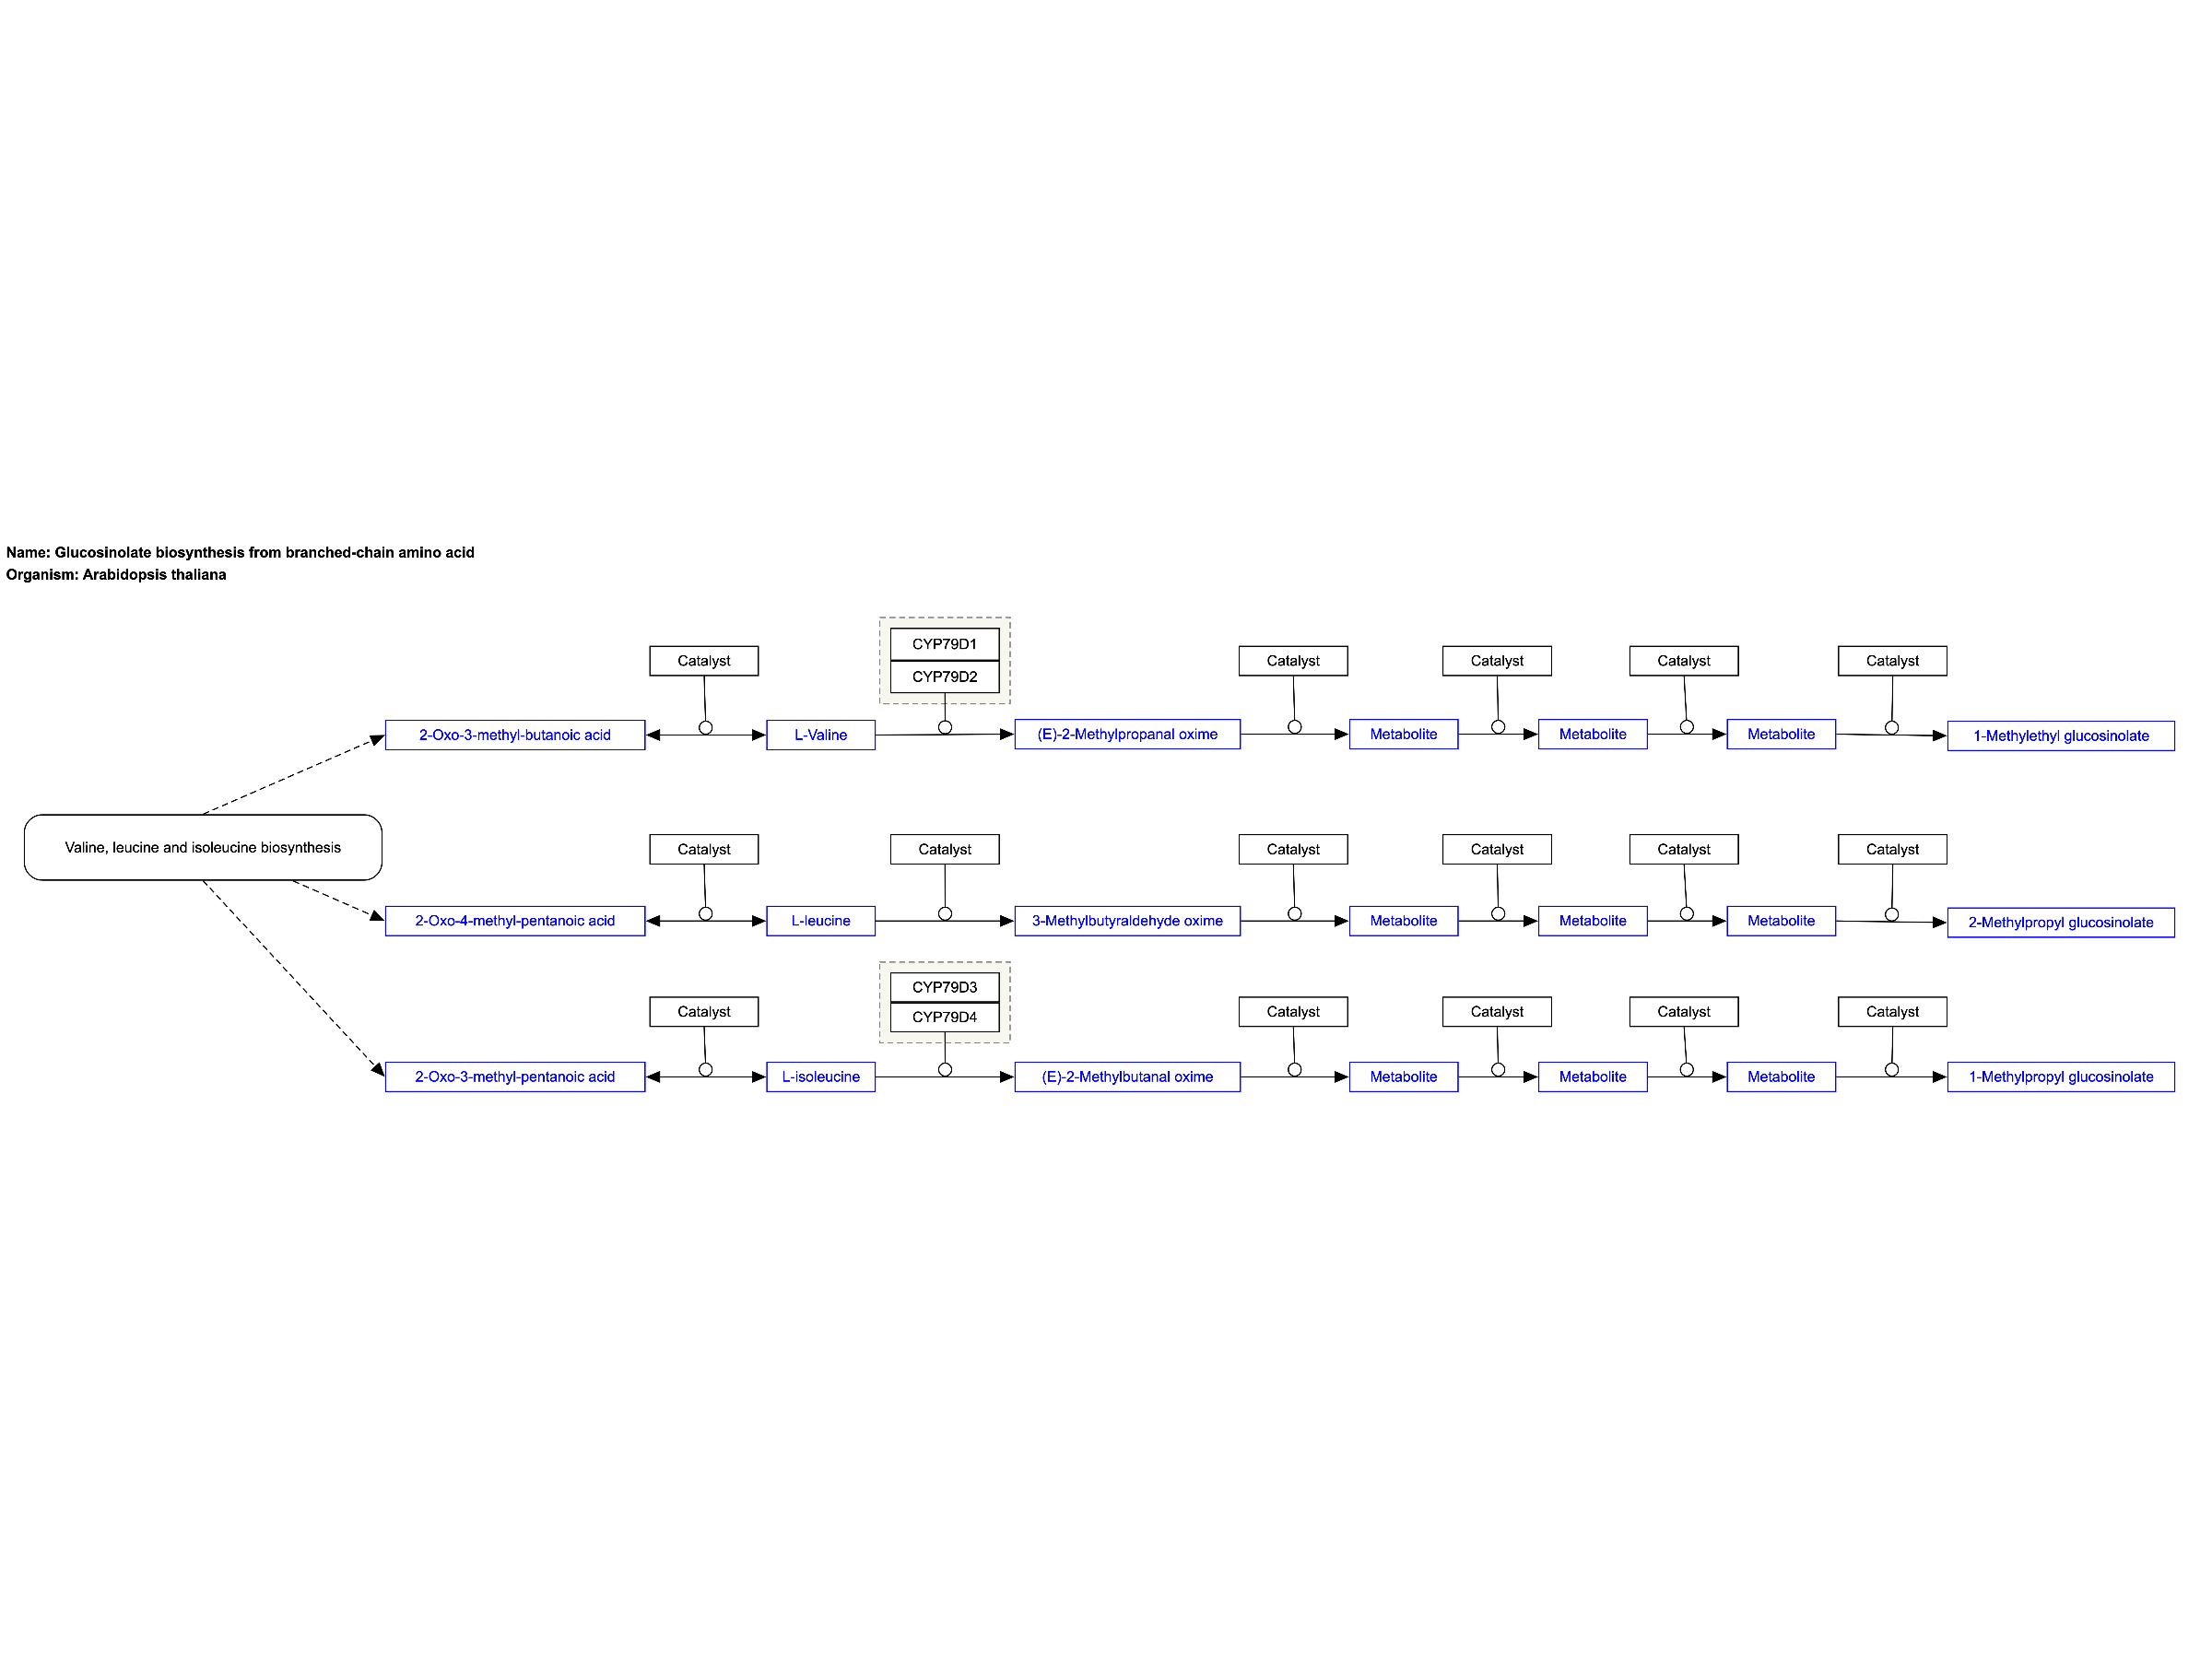 Name: Glucosinolate biosynthesis from branched-chain amino acid
Organism: Arabidopsis thaliana
CYP79D1
Catalyst Catalyst Catalyst Catalyst Catalyst
CYP79D2
2-Oxo-3-methyl-butanoic acid L-Valine (E)-2-Methylpropanal oxime Metabolite Metabolite Metabolite 1-Methylethyl glucosinolate
Valine, leucine and isoleucine biosynthesis
Catalyst Catalyst Catalyst Catalyst Catalyst Catalyst
2-Oxo-4-methyl-pentanoic acid L-leucine 3-Methylbutyraldehyde oxime Metabolite Metabolite Metabolite 2-Methylpropyl glucosinolate
CYP79D3
Catalyst Catalyst Catalyst Catalyst Catalyst
CYP79D4
2-Oxo-3-methyl-pentanoic acid L-isoleucine (E)-2-Methylbutanal oxime Metabolite Metabolite Metabolite 1-Methylpropyl glucosinolate